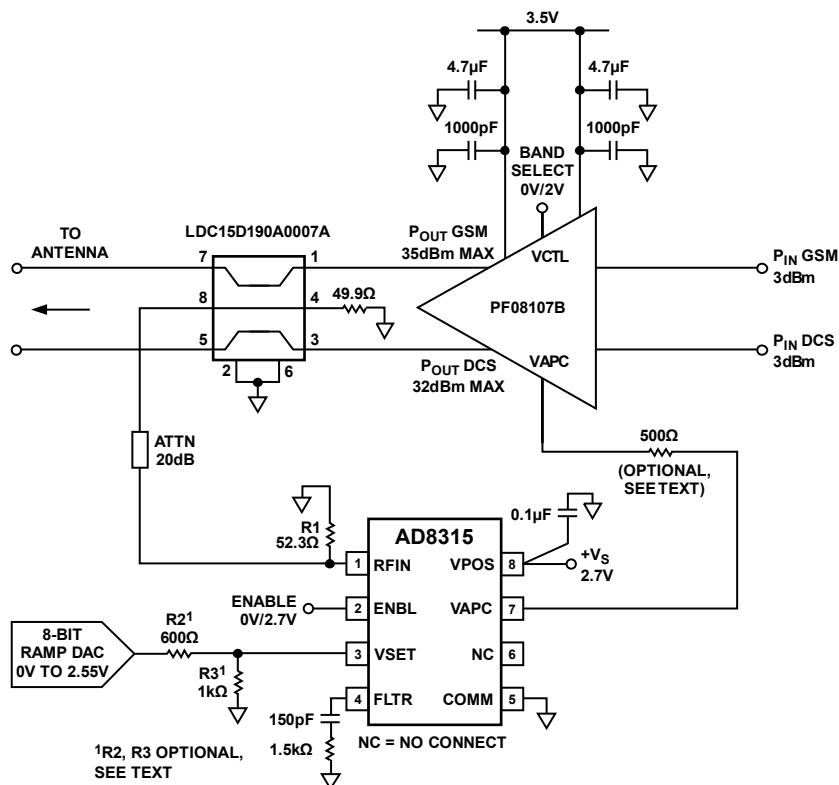 3.5V
4.7µF
4.7µF
1000pF
1000pF
BAND
SELECT
0V/2V
LDC15D190A0007A
TO
ANTENNA
7
1
POUT GSM
35dBm MAX
VCTL
PIN GSM
3dBm
8
4
49.9Ω
PF08107B
5
3
2
6
POUT DCS
32dBm MAX
VAPC
PIN DCS
3dBm
ATTN
20dB
500Ω
(OPTIONAL,
SEE TEXT)
R1
52.3Ω
AD8315
0.1µF
1
RFIN
VPOS
8
+VS
2.7V
ENABLE
0V/2.7V
2
ENBL
VAPC
7
8-BIT
RAMP DAC
0V TO 2.55V
R2¹
600Ω
3
VSET
NC
6
R3¹
1kΩ
4
FLTR
COMM
5
150pF
1.5kΩ
NC = NO CONNECT
¹R2, R3 OPTIONAL,
SEE TEXT